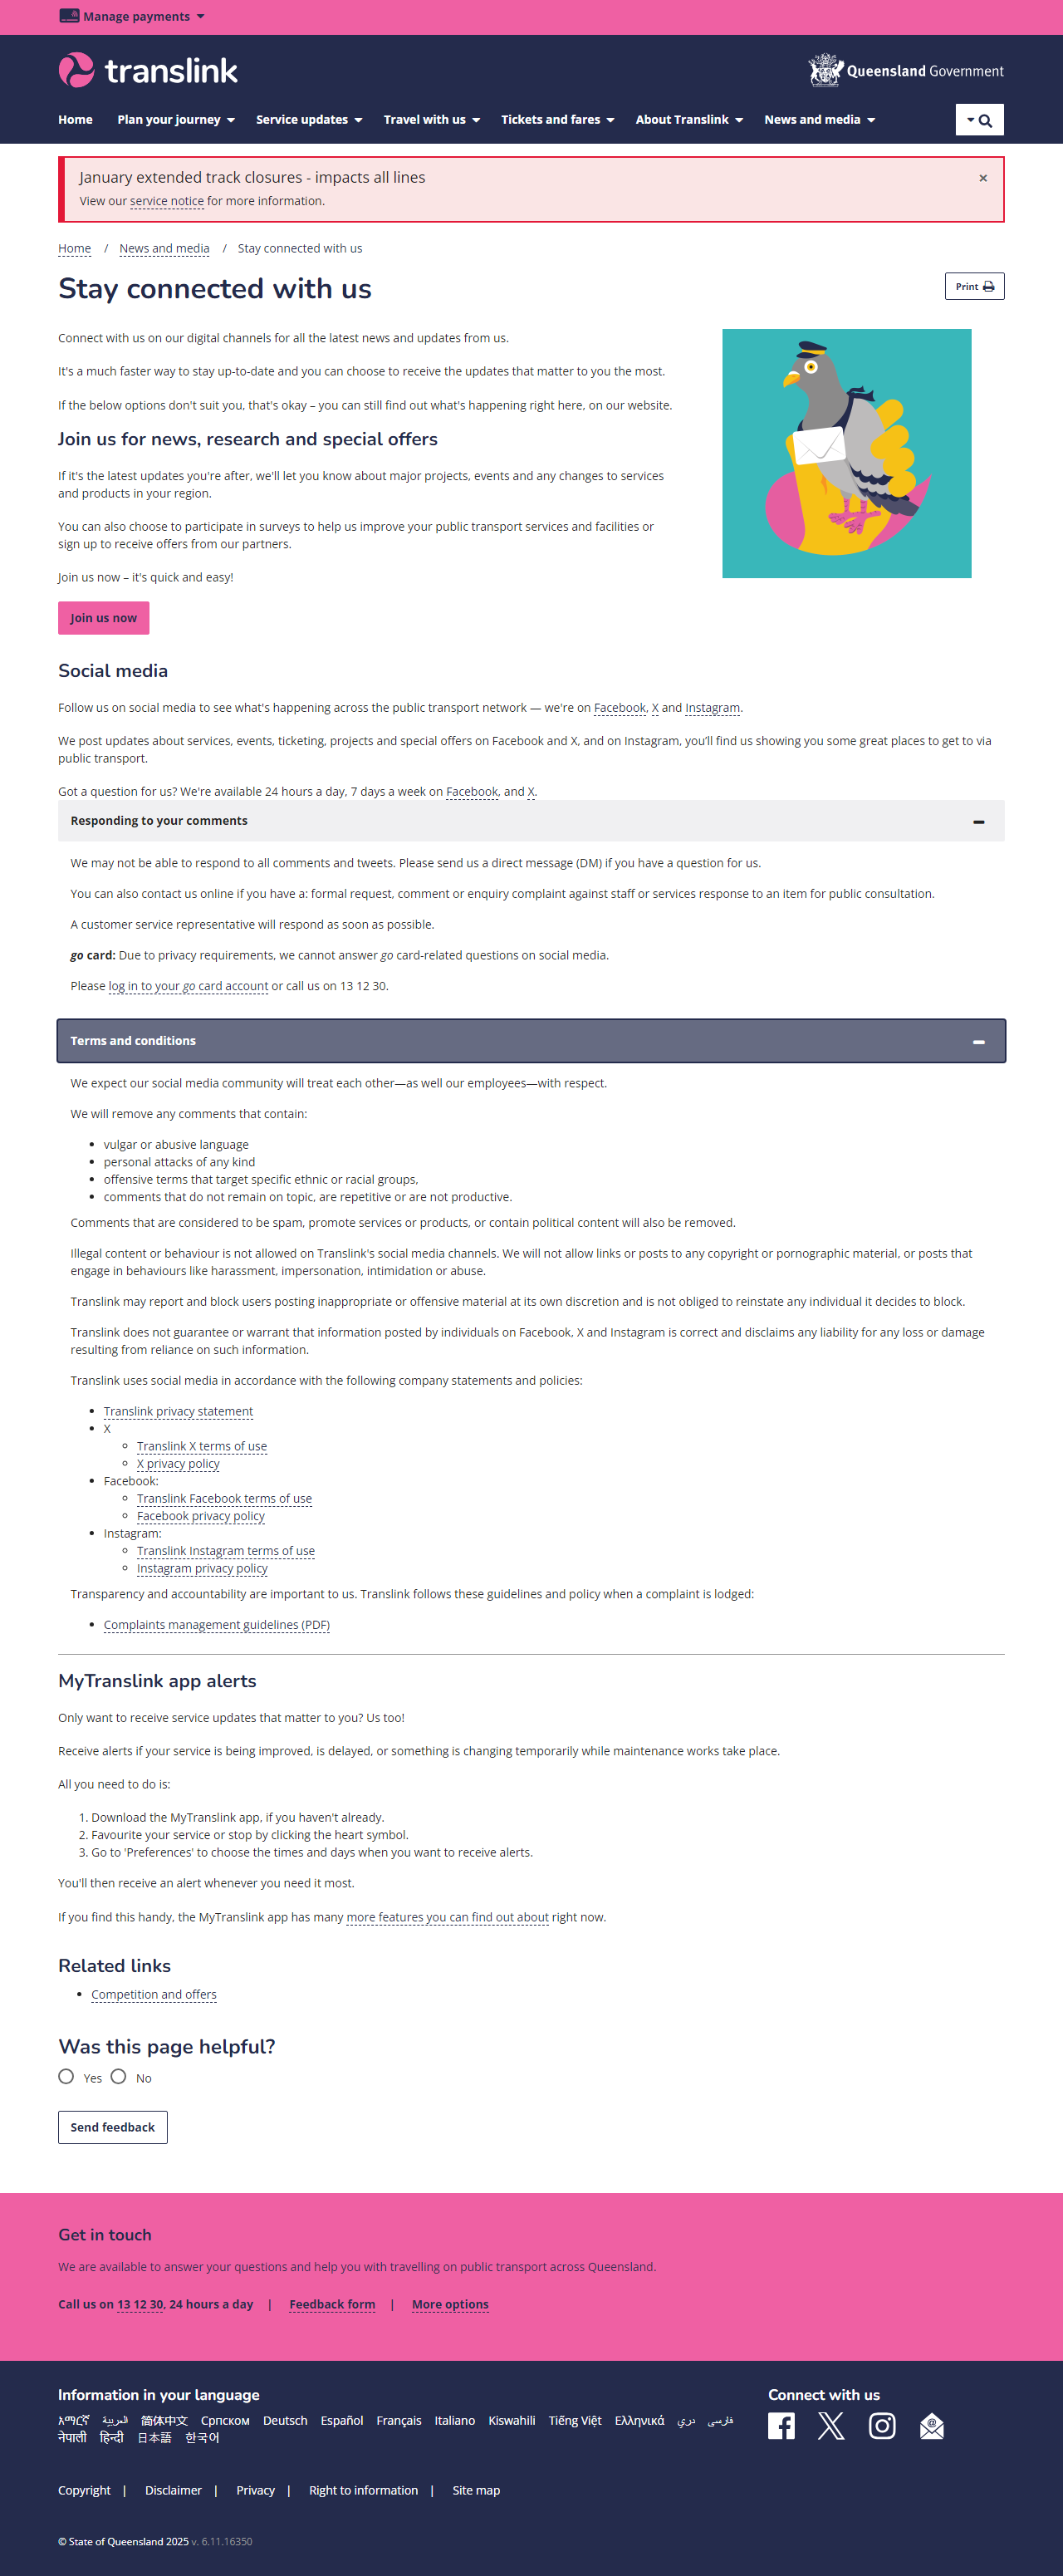 Manage payments
translink
Queensland Government
Home Plan your journey Service updates Travel with us Tickets and fares About Translink News and media
January extended track closures - impacts all lines
×
View our service notice for more information.
Home / News and media / Stay connected with us
Stay connected with us
Print
Connect with us on our digital channels for all the latest news and updates from us.
It's a much faster way to stay up-to-date and you can choose to receive the updates that matter to you the most.
If the below options don't suit you, that's okay – you can still find out what's happening right here, on our website.
Join us for news, research and special offers
If it's the latest updates you're after, we'll let you know about major projects, events and any changes to services
and products in your region.
You can also choose to participate in surveys to help us improve your public transport services and facilities or
sign up to receive offers from our partners.
Join us now – it's quick and easy!
Join us now
Social media
Follow us on social media to see what's happening across the public transport network — we're on Facebook, X and Instagram.
We post updates about services, events, ticketing, projects and special offers on Facebook and X, and on Instagram, you'll find us showing you some great places to get to via
public transport.
Got a question for us? We're available 24 hours a day, 7 days a week on Facebook, and X.
Responding to your comments
We may not be able to respond to all comments and tweets. Please send us a direct message (DM) if you have a question for us.
You can also contact us online if you have a: formal request, comment or enquiry complaint against staff or services response to an item for public consultation.
A customer service representative will respond as soon as possible.
go card: Due to privacy requirements, we cannot answer go card-related questions on social media.
Please log in to your go card account or call us on 13 12 30.
Terms and conditions
We expect our social media community will treat each other—as well our employees—with respect.
We will remove any comments that contain:
• vulgar or abusive language
• personal attacks of any kind
• offensive terms that target specific ethnic or racial groups,
• comments that do not remain on topic, are repetitive or are not productive.
Comments that are considered to be spam, promote services or products, or contain political content will also be removed.
Illegal content or behaviour is not allowed on Translink's social media channels. We will not allow links or posts to any copyright or pornographic material, or posts that
engage in behaviours like harassment, impersonation, intimidation or abuse.
Translink may report and block users posting inappropriate or offensive material at its own discretion and is not obliged to reinstate any individual it decides to block.
Translink does not guarantee or warrant that information posted by individuals on Facebook, X and Instagram is correct and disclaims any liability for any loss or damage
resulting from reliance on such information.
Translink uses social media in accordance with the following company statements and policies:
• Translink privacy statement
• X
◦ Translink X terms of use
◦ X privacy policy
• Facebook:
◦ Translink Facebook terms of use
◦ Facebook privacy policy
• Instagram:
◦ Translink Instagram terms of use
◦ Instagram privacy policy
Transparency and accountability are important to us. Translink follows these guidelines and policy when a complaint is lodged:
• Complaints management guidelines (PDF)
MyTranslink app alerts
Only want to receive service updates that matter to you? Us too!
Receive alerts if your service is being improved, is delayed, or something is changing temporarily while maintenance works take place.
All you need to do is:
1. Download the MyTranslink app, if you haven't already.
2. Favourite your service or stop by clicking the heart symbol.
3. Go to 'Preferences' to choose the times and days when you want to receive alerts.
You'll then receive an alert whenever you need it most.
If you find this handy, the MyTranslink app has many more features you can find out about right now.
Related links
• Competition and offers
Was this page helpful?
Yes No
Send feedback
Get in touch
We are available to answer your questions and help you with travelling on public transport across Queensland.
Call us on 13 12 30, 24 hours a day | Feedback form | More options
Information in your language
አማርኛ العربية 简体中文 Српском Deutsch Español Français Italiano Kiswahili Tiếng Việt Ελληνικά دري فارسی
नेपाली हिन्दी 日本語 한국어
Connect with us
Copyright | Disclaimer | Privacy | Right to information | Site map
© State of Queensland 2025 v. 6.11.16350